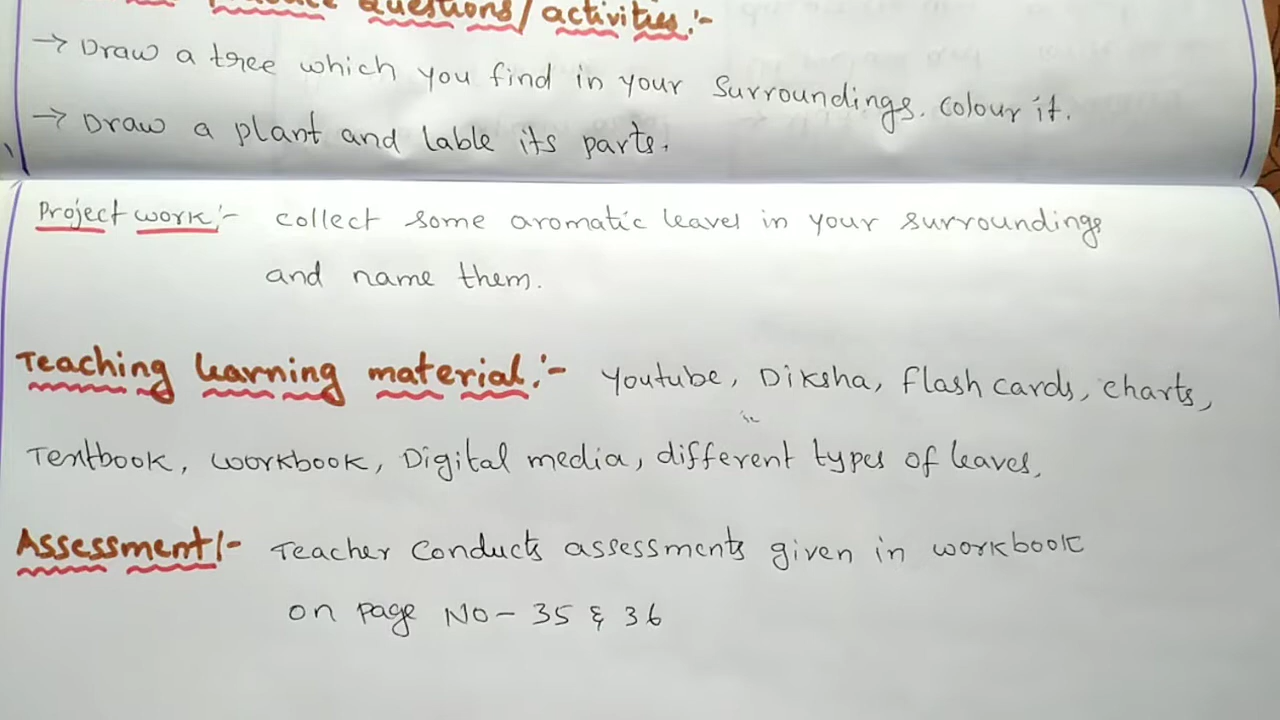 Questions/activities:-
→ Draw a tree which you find in your surroundings. Colour it.
→ Draw a plant and lable its parts.
Project work:- collect some aromatic leaves in your surroundings
and name them.
Teaching learning material:- Youtube, Diksha, flash cards, charts,
Textbook, workbook, Digital media, different types of leaves,
Assessment:- Teacher conducts assessments given in workbook
on page No- 35 & 36